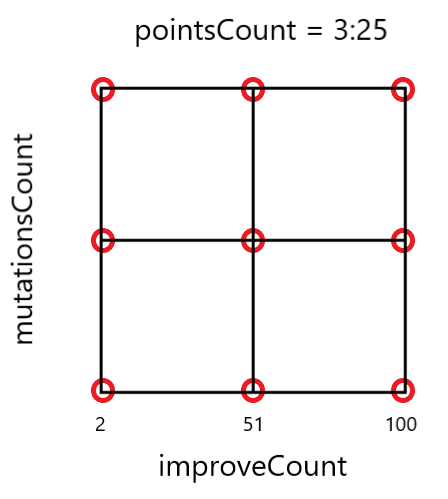 pointsCount = 3:25
mutationsCount
2 51 100
improveCount